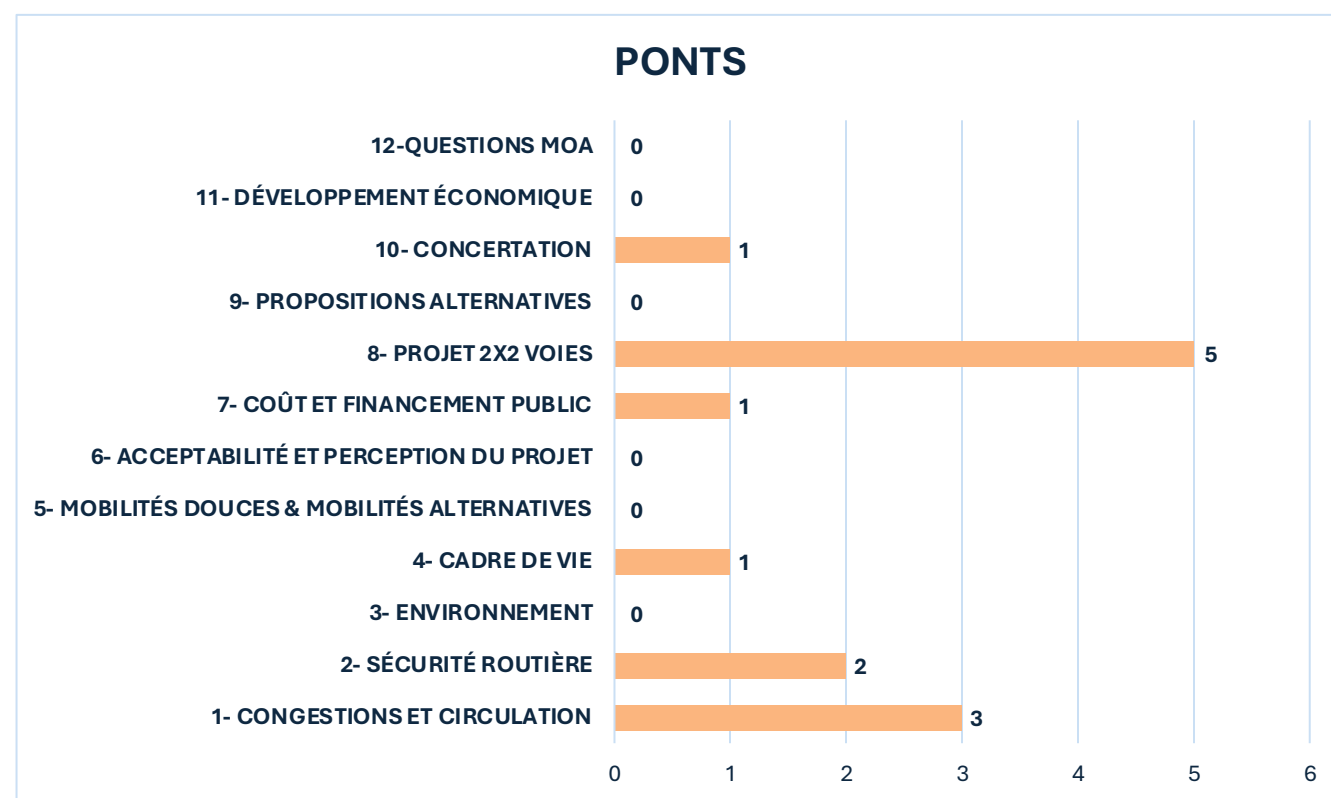 PONTS
12-QUESTIONS MOA 0
11- DÉVELOPPEMENT ÉCONOMIQUE 0
10- CONCERTATION 1
9- PROPOSITIONS ALTERNATIVES 0
8- PROJET 2X2 VOIES 5
7- COÛT ET FINANCEMENT PUBLIC 1
6- ACCEPTABILITÉ ET PERCEPTION DU PROJET 0
5- MOBILITÉS DOUCES & MOBILITÉS ALTERNATIVES 0
4- CADRE DE VIE 1
3- ENVIRONNEMENT 0
2- SÉCURITÉ ROUTIÈRE 2
1- CONGESTIONS ET CIRCULATION 3
0 1 2 3 4 5 6